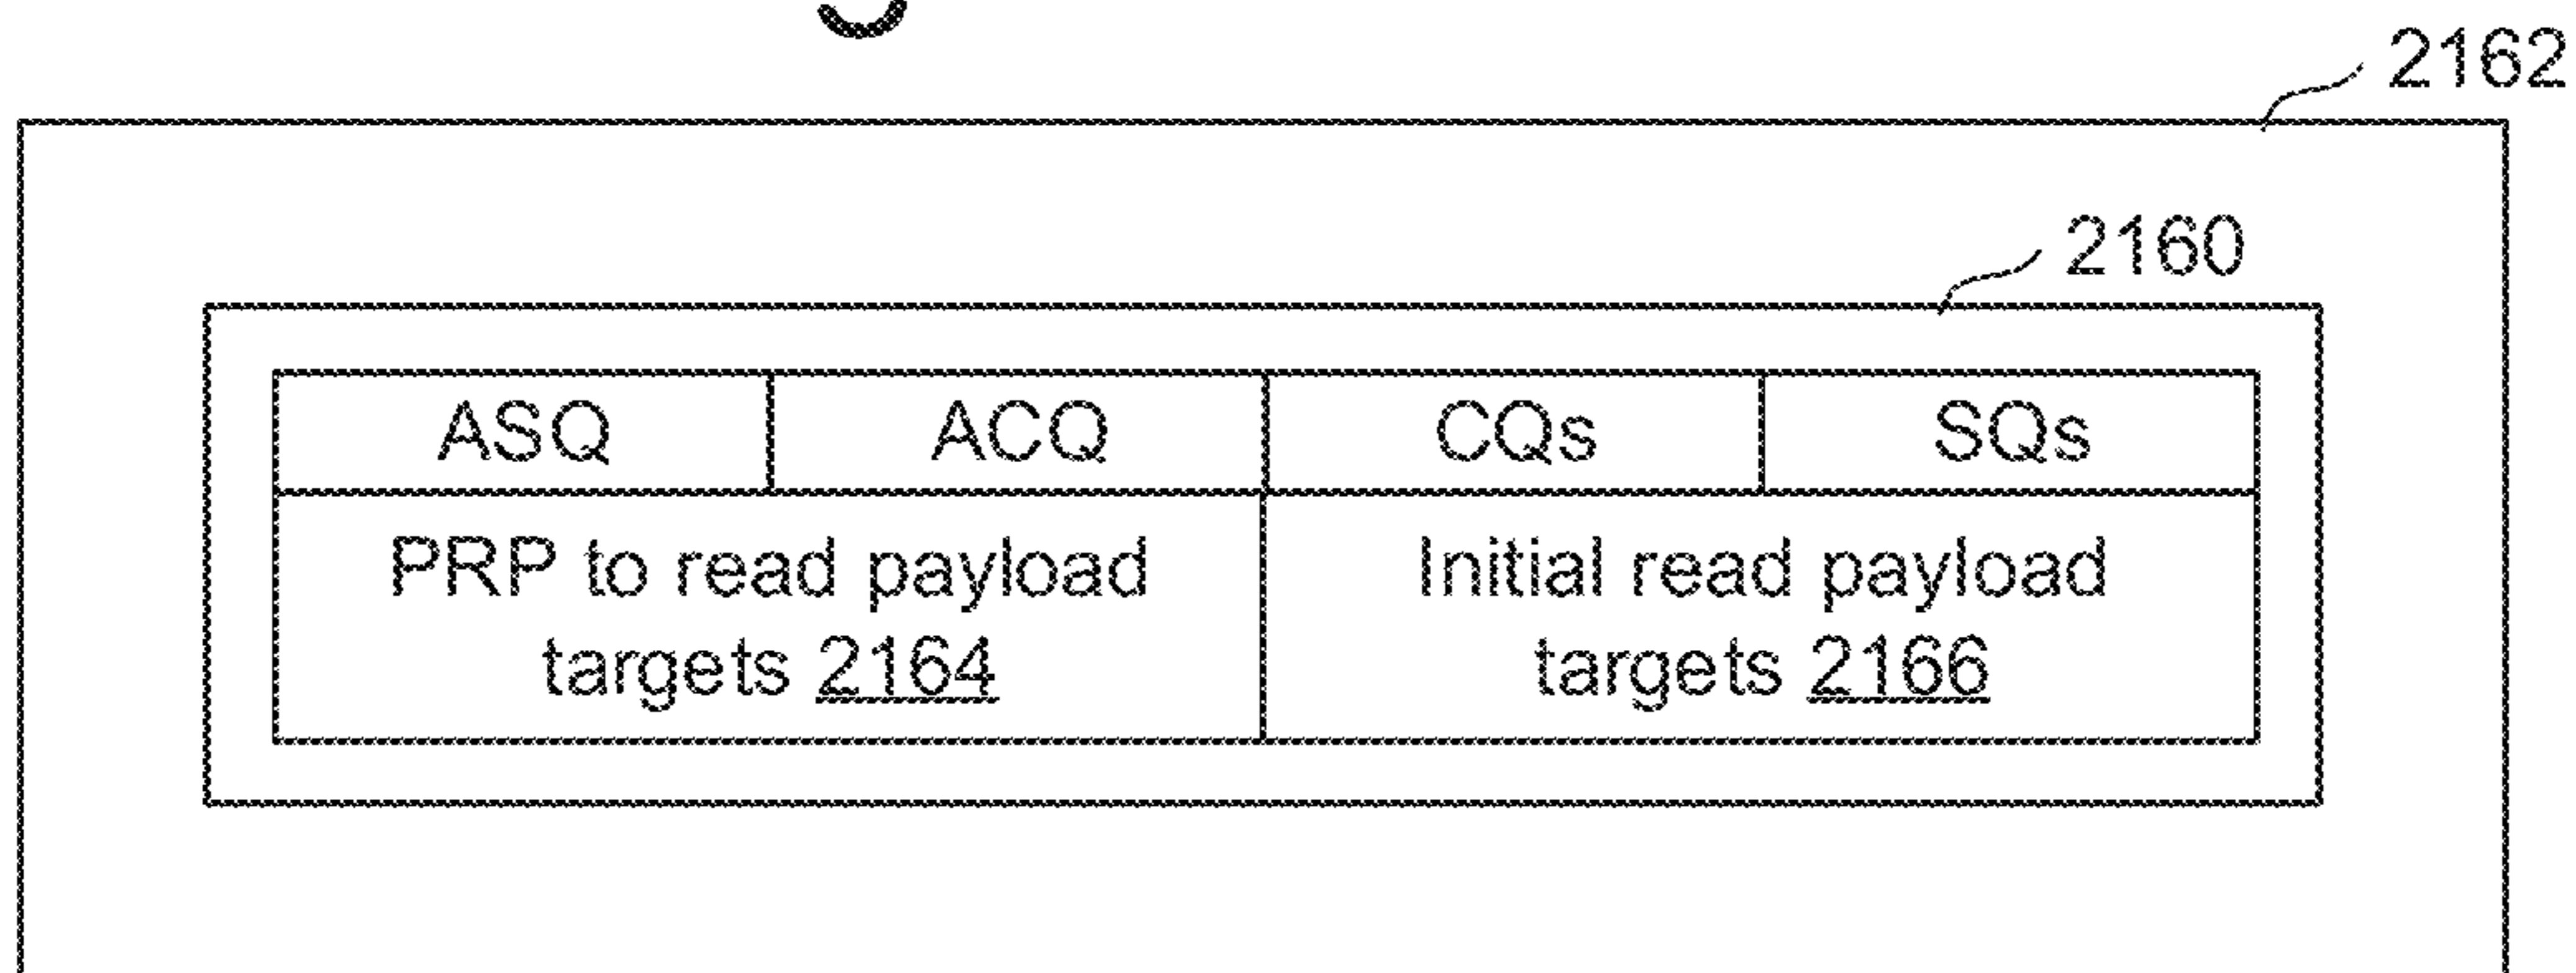 2162
2160
ASQ ACQ CQs SQs
PRP to read payload
targets 2164
Initial read payload
targets 2166